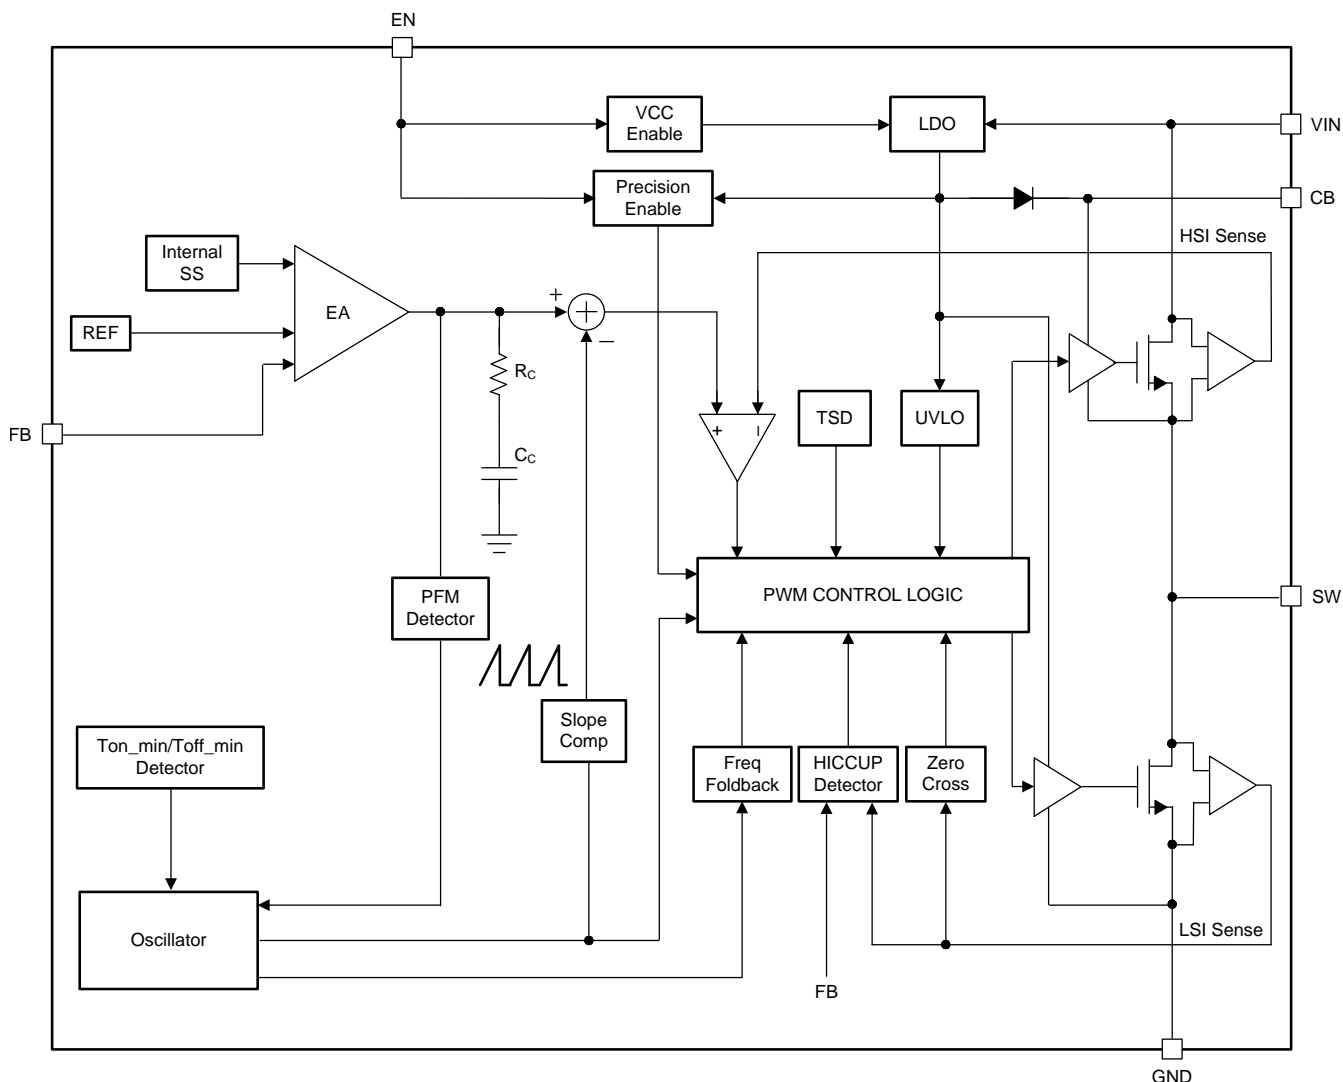 EN
VCC
Enable
LDO
VIN
Precision
Enable
CB
HSI Sense
Internal
SS
+
EA
REF
−
RC
FB
TSD
UVLO
+
−
CC
PFM
Detector
PWM CONTROL LOGIC
SW
Slope
Comp
Ton_min/Toff_min
Detector
Freq
Foldback
HICCUP
Detector
Zero
Cross
Oscillator
LSI Sense
FB
GND